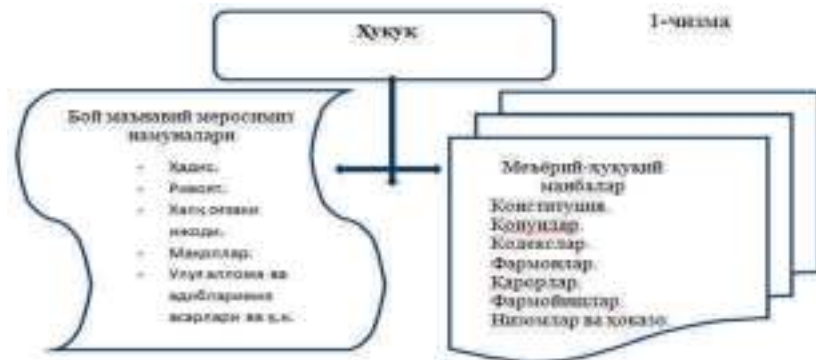 Ҳуқуқ
1-чизма
Бой маънавий меросимиз
намуналари
- Ҳадис.
- Ривоят.
- Халқ оғзаки
ижоди.
- Мақоллар.
- Улуғ аллома ва
адибларимиз
асарлари ва ҳ.к.
Меъёрий-ҳуқуқий
манбалар
Конституция.
Қонунлар.
Кодекслар.
Фармонлар.
Қарорлар.
Фармойишлар.
Низомлар ва ҳоказо